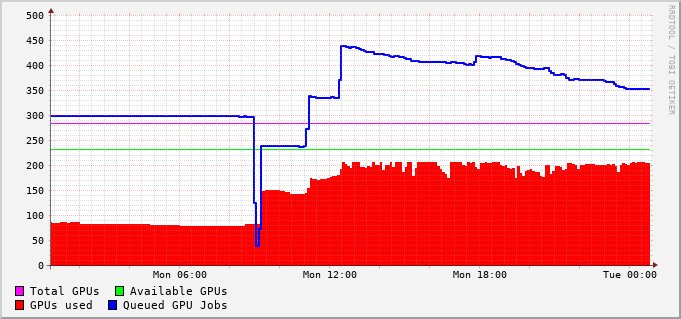 500
450
400
350
300
250
200
150
100
50
0
Mon 06:00 Mon 12:00 Mon 18:00 Tue 00:00
Total GPUs Available GPUs
GPUs used Queued GPU Jobs
RRDTOOL / TOBI OETIKER